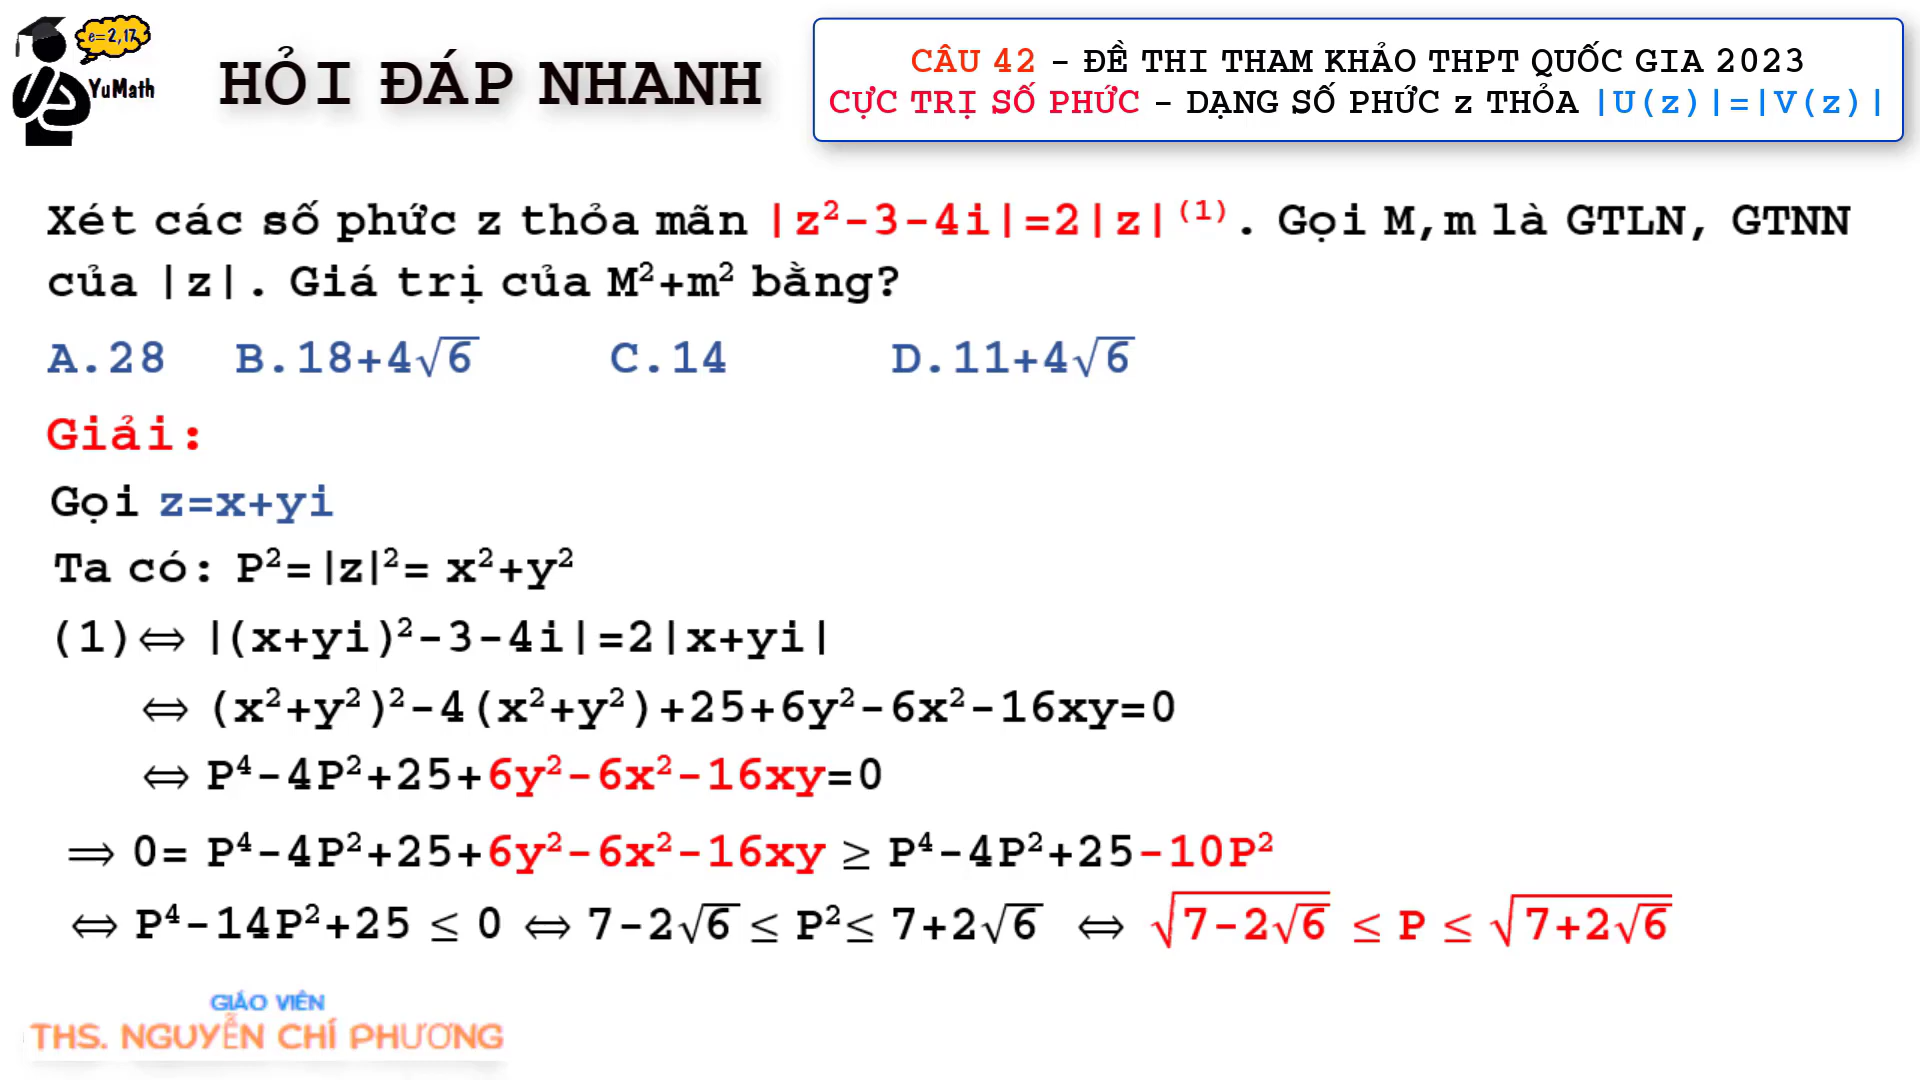 e=2,17
YuMath
HỎI ĐÁP NHANH
CÂU 42 - ĐỀ THI THAM KHẢO THPT QUỐC GIA 2023
CỰC TRỊ SỐ PHỨC - DẠNG SỐ PHỨC z THỎA |U(z)|=|V(z)|
Xét các số phức z thỏa mãn |z²-3-4i|=2|z|⁽¹⁾. Gọi M,m là GTLN, GTNN
của |z|. Giá trị của M²+m² bằng?
A.28 B.18+4√6 C.14 D.11+4√6
Giải:
Gọi z=x+yi
Ta có: P²=|z|²= x²+y²
(1)⇔ |(x+yi)²-3-4i|=2|x+yi|
⇔ (x²+y²)²-4(x²+y²)+25+6y²-6x²-16xy=0
⇔ P⁴-4P²+25+6y²-6x²-16xy=0
⇒ 0= P⁴-4P²+25+6y²-6x²-16xy ≥ P⁴-4P²+25-10P²
⇔ P⁴-14P²+25 ≤ 0 ⇔ 7-2√6 ≤ P²≤ 7+2√6 ⇔ √(7-2√6) ≤ P ≤ √(7+2√6)
GIÁO VIÊN
THS. NGUYỄN CHÍ PHƯƠNG